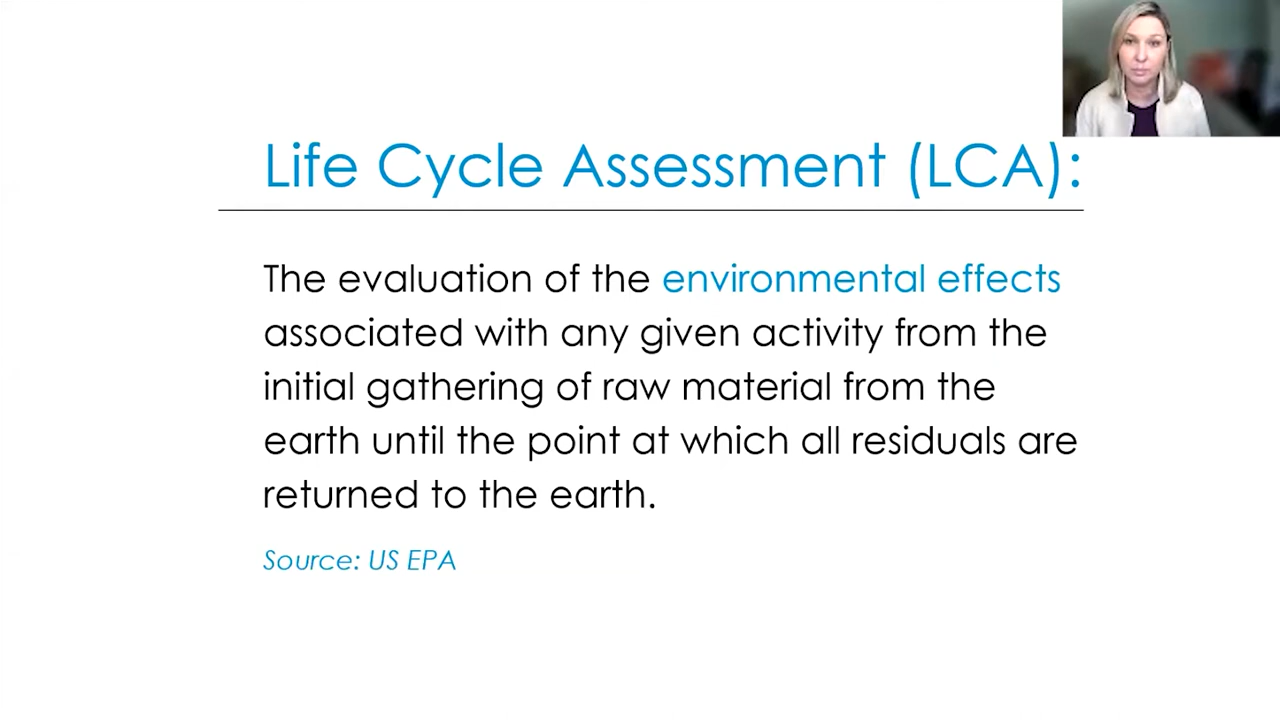 Life Cycle Assessment (LCA):
The evaluation of the environmental effects
associated with any given activity from the
initial gathering of raw material from the
earth until the point at which all residuals are
returned to the earth.
Source: US EPA